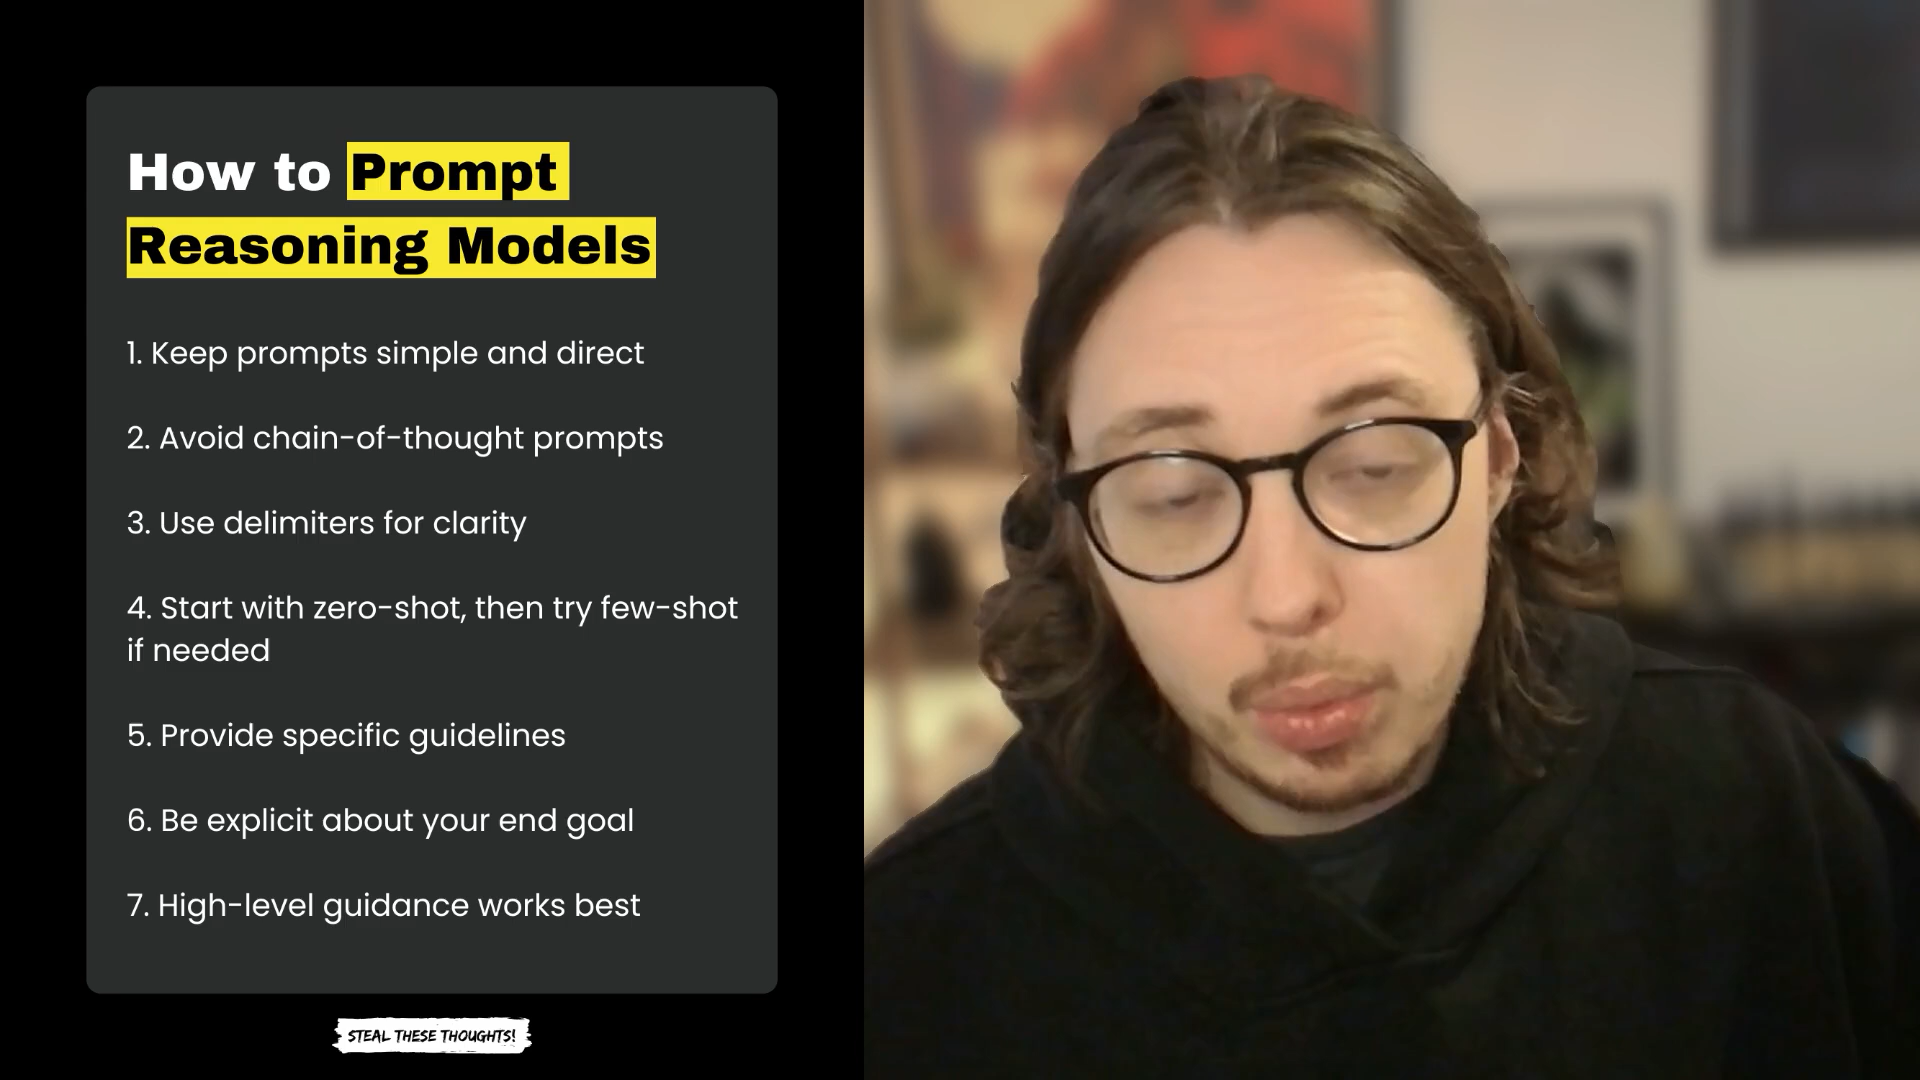 How to Prompt
Reasoning Models
1. Keep prompts simple and direct
2. Avoid chain-of-thought prompts
3. Use delimiters for clarity
4. Start with zero-shot, then try few-shot
if needed
5. Provide specific guidelines
6. Be explicit about your end goal
7. High-level guidance works best
STEAL THESE THOUGHTS!